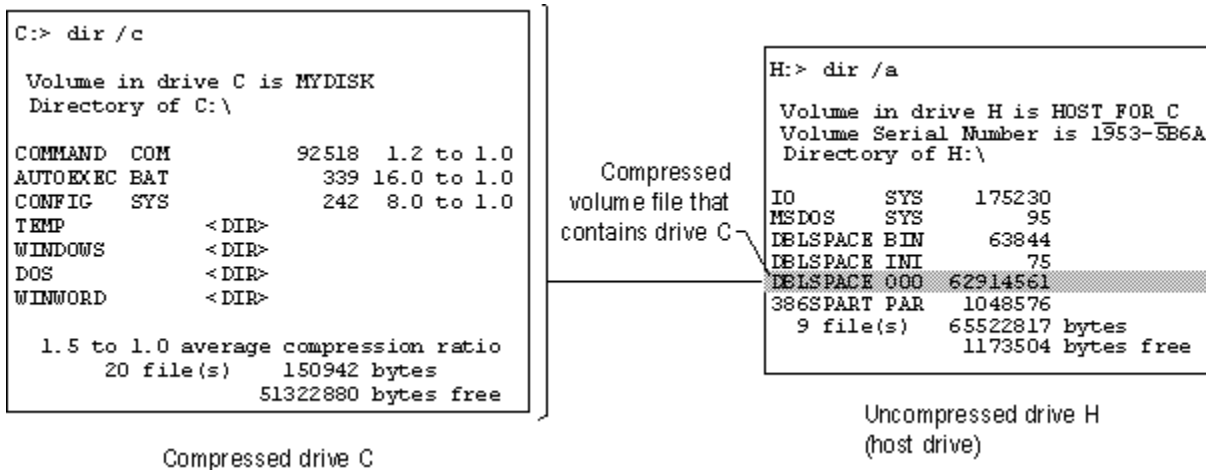 C:> dir /c
Volume in drive C is MYDISK
Directory of C:\
COMMAND COM 92518 1.2 to 1.0
AUTOEXEC BAT 339 16.0 to 1.0
CONFIG SYS 242 8.0 to 1.0
TEMP <DIR>
WINDOWS <DIR>
DOS <DIR>
WINWORD <DIR>
1.5 to 1.0 average compression ratio
20 file(s) 150942 bytes
51322880 bytes free
Compressed drive C
Compressed
volume file that
contains drive C
H:> dir /a
Volume in drive H is HOST_FOR_C
Volume Serial Number is 1953-5B6A
Directory of H:\
IO SYS 175230
MSDOS SYS 95
DBLSPACE BIN 63844
DBLSPACE INI 75
DBLSPACE 000 62914561
386SPART PAR 1048576
9 file(s) 65522817 bytes
1173504 bytes free
Uncompressed drive H
(host drive)